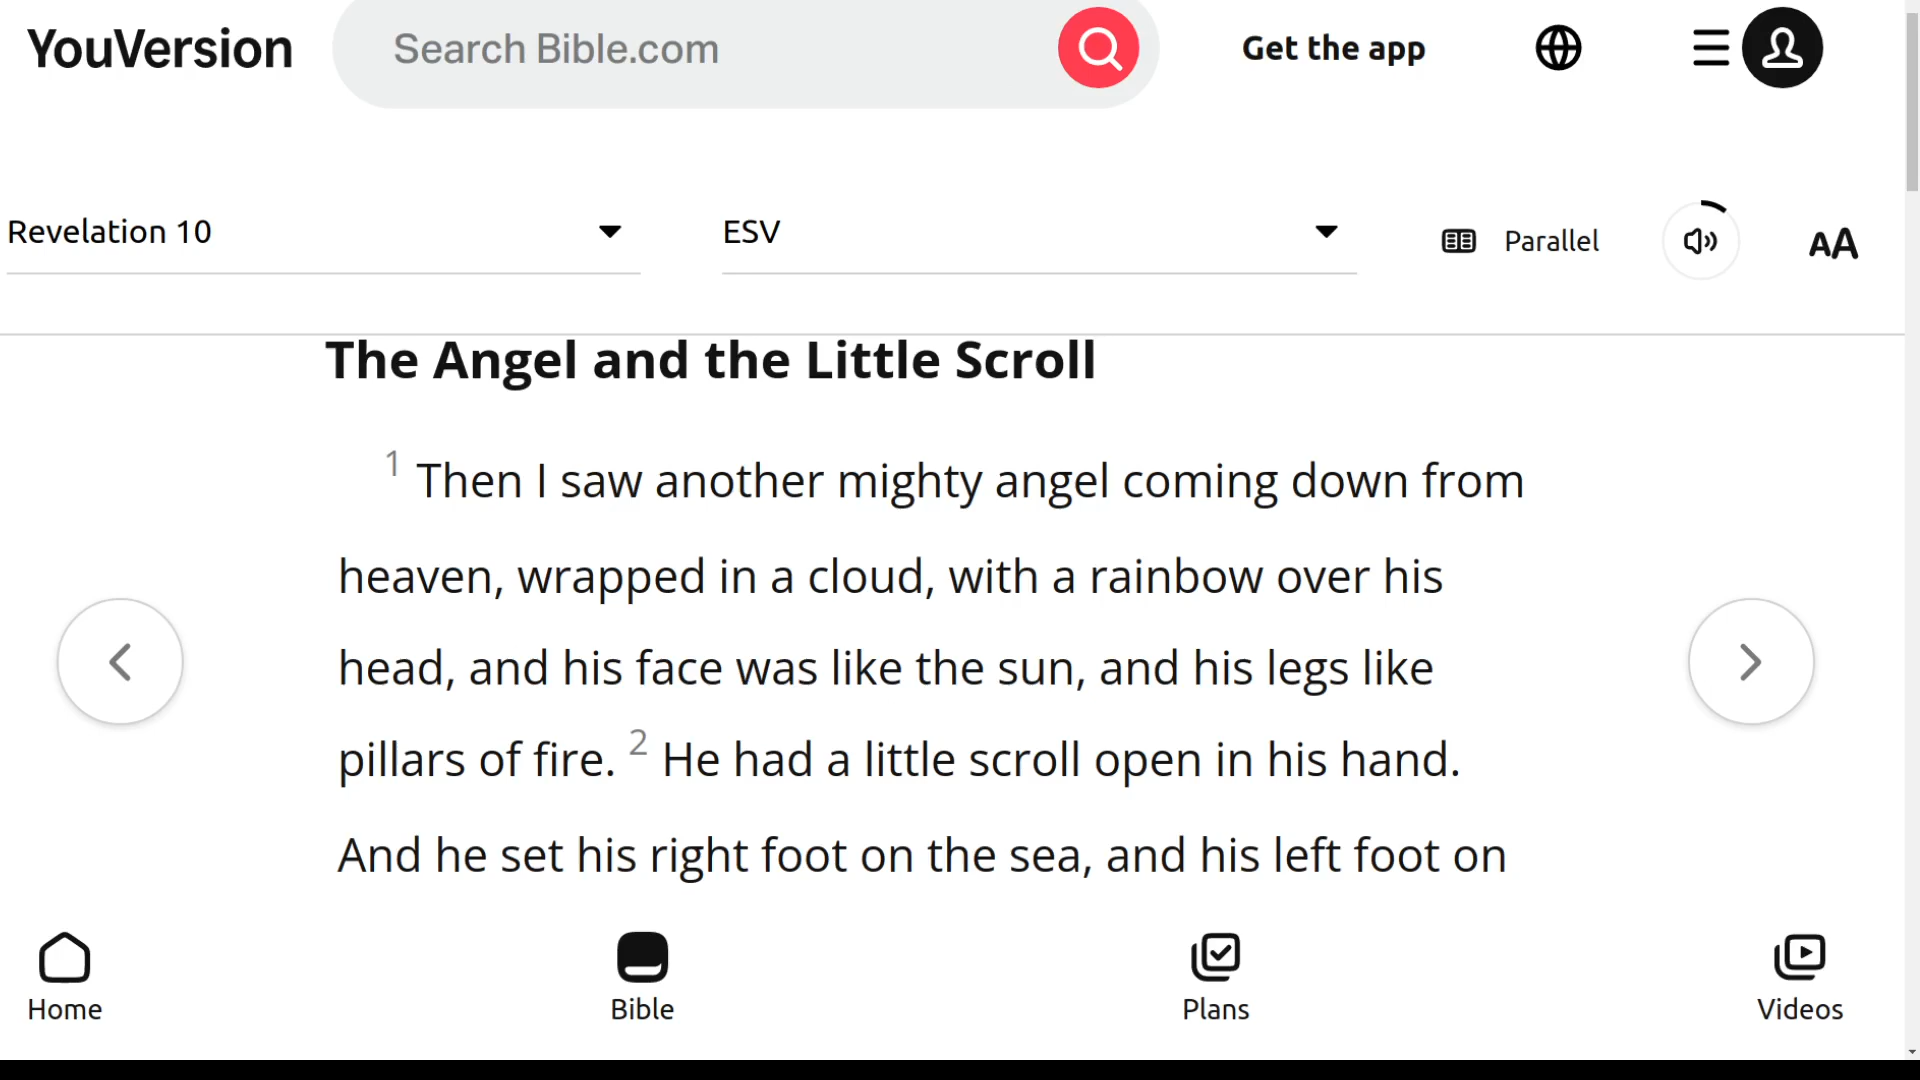 YouVersion
Search Bible.com
Get the app
Revelation 10
ESV
Parallel
AA
The Angel and the Little Scroll
1 Then I saw another mighty angel coming down from
heaven, wrapped in a cloud, with a rainbow over his
head, and his face was like the sun, and his legs like
pillars of fire. 2 He had a little scroll open in his hand.
And he set his right foot on the sea, and his left foot on
Home
Bible
Plans
Videos